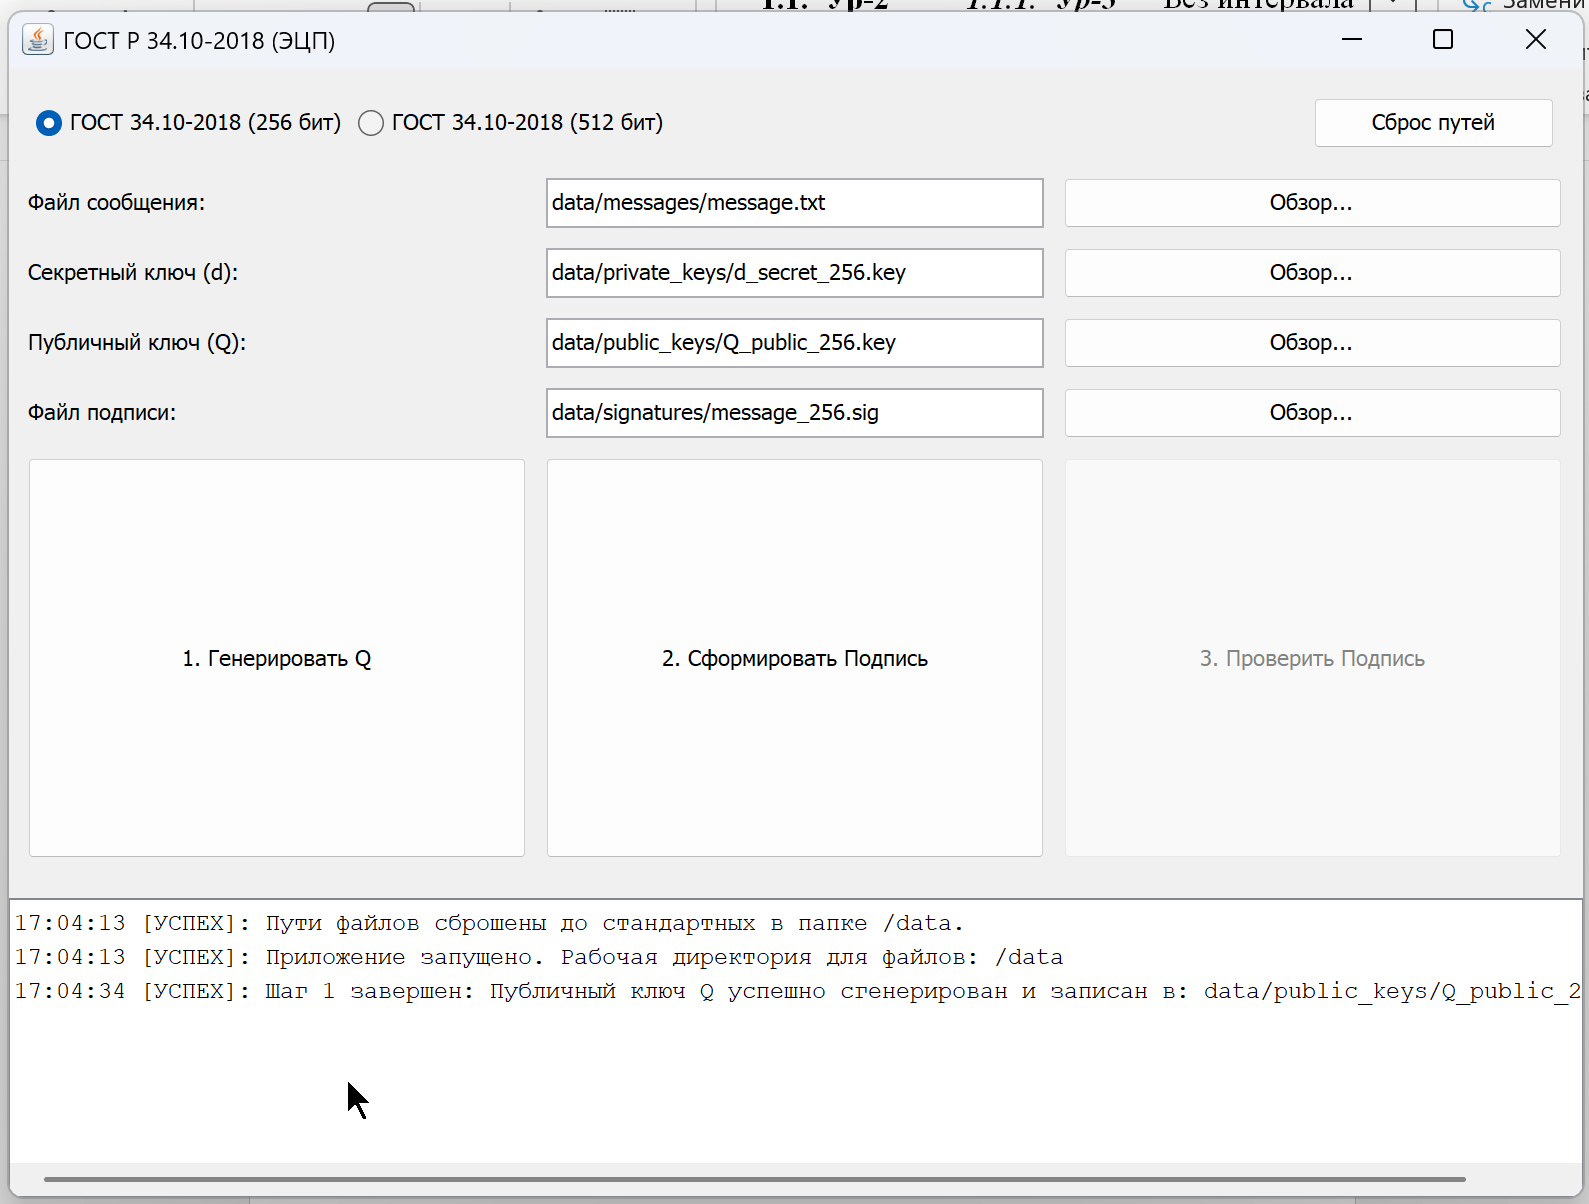 ГОСТ Р 34.10-2018 (ЭЦП)
ГОСТ 34.10-2018 (256 бит) ГОСТ 34.10-2018 (512 бит) Сброс путей
Файл сообщения: data/messages/message.txt Обзор...
Секретный ключ (d): data/private_keys/d_secret_256.key Обзор...
Публичный ключ (Q): data/public_keys/Q_public_256.key Обзор...
Файл подписи: data/signatures/message_256.sig Обзор...
1. Генерировать Q 2. Сформировать Подпись 3. Проверить Подпись
17:04:13 [УСПЕХ]: Пути файлов сброшены до стандартных в папке /data.
17:04:13 [УСПЕХ]: Приложение запущено. Рабочая директория для файлов: /data
17:04:34 [УСПЕХ]: Шаг 1 завершен: Публичный ключ Q успешно сгенерирован и записан в: data/public_keys/Q_public_2